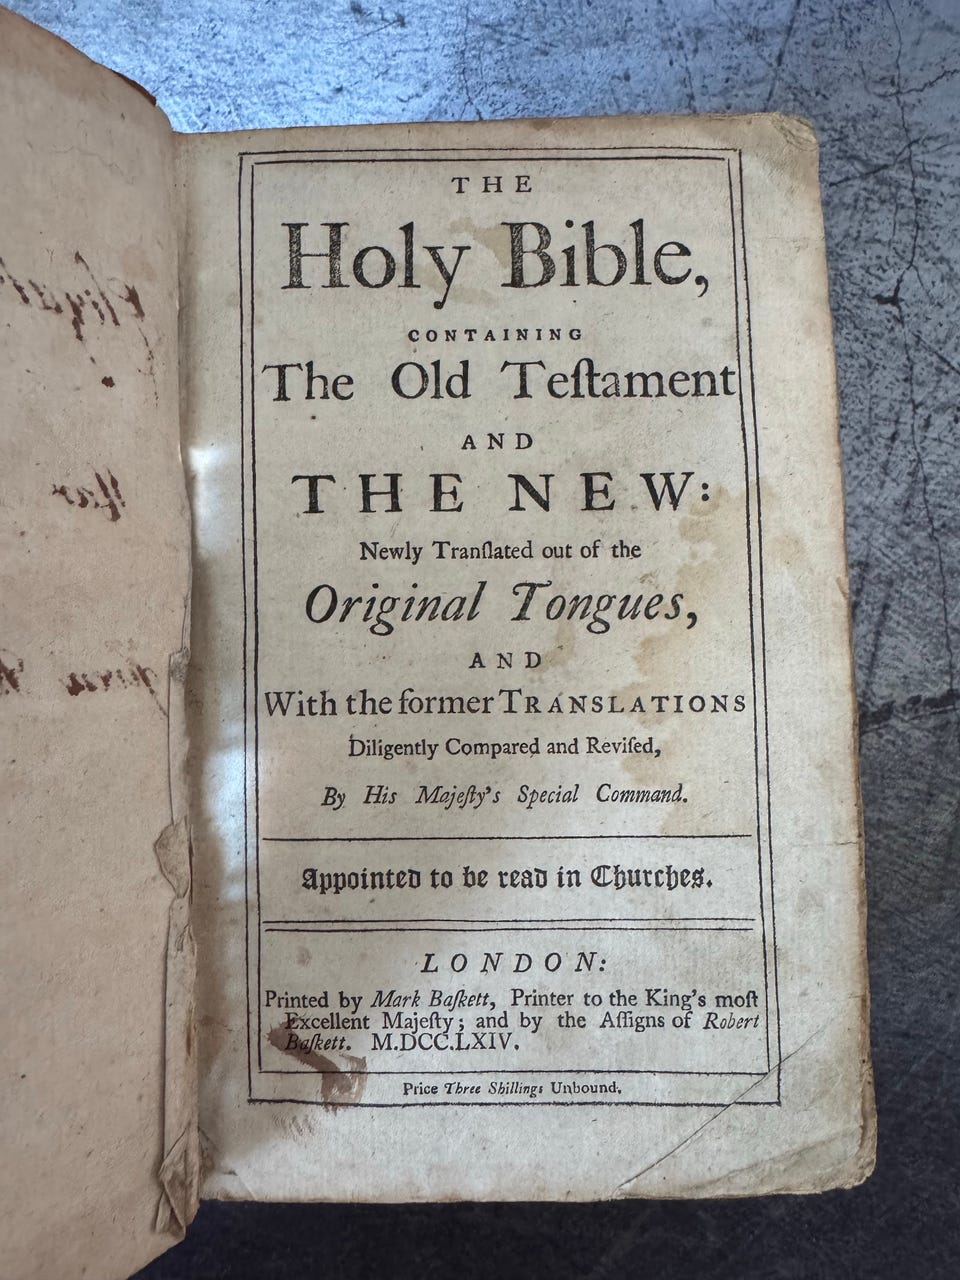 THE
Holy Bible,
CONTAINING
The Old Teſtament
AND
THE NEW:
Newly Tranſlated out of the
Original Tongues,
AND
With the former TRANSLATIONS
Diligently Compared and Reviſed,
By His Majeſty's Special Command.
Appointed to be read in Churches.
LONDON:
Printed by Mark Baſkett, Printer to the King's moſt
Excellent Majeſty; and by the Aſſigns of Robert
Baſkett. M.DCC.LXIV.
Price Three Shillings Unbound.